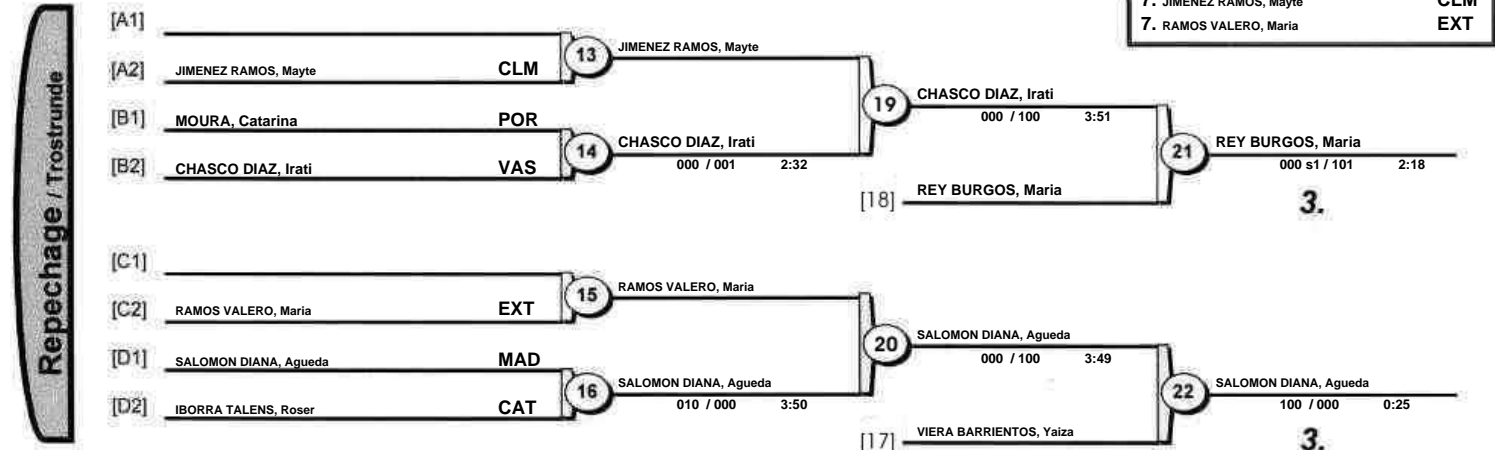 7. JIMENEZ RAMOS, Mayte CLM
7. RAMOS VALERO, Maria EXT
Repechage / Trostrunde
[A1]
13 JIMENEZ RAMOS, Mayte
[A2] JIMENEZ RAMOS, Mayte CLM
19 CHASCO DIAZ, Irati
000 / 100 3:51
[B1] MOURA, Catarina POR
14 CHASCO DIAZ, Irati
000 / 001 2:32
21 REY BURGOS, Maria
000 s1 / 101 2:18
[B2] CHASCO DIAZ, Irati VAS
[18] REY BURGOS, Maria
3.
[C1]
15 RAMOS VALERO, Maria
[C2] RAMOS VALERO, Maria EXT
20 SALOMON DIANA, Agueda
000 / 100 3:49
[D1] SALOMON DIANA, Agueda MAD
16 SALOMON DIANA, Agueda
010 / 000 3:50
22 SALOMON DIANA, Agueda
100 / 000 0:25
[D2] IBORRA TALENS, Roser CAT
[17] VIERA BARRIENTOS, Yaiza
3.